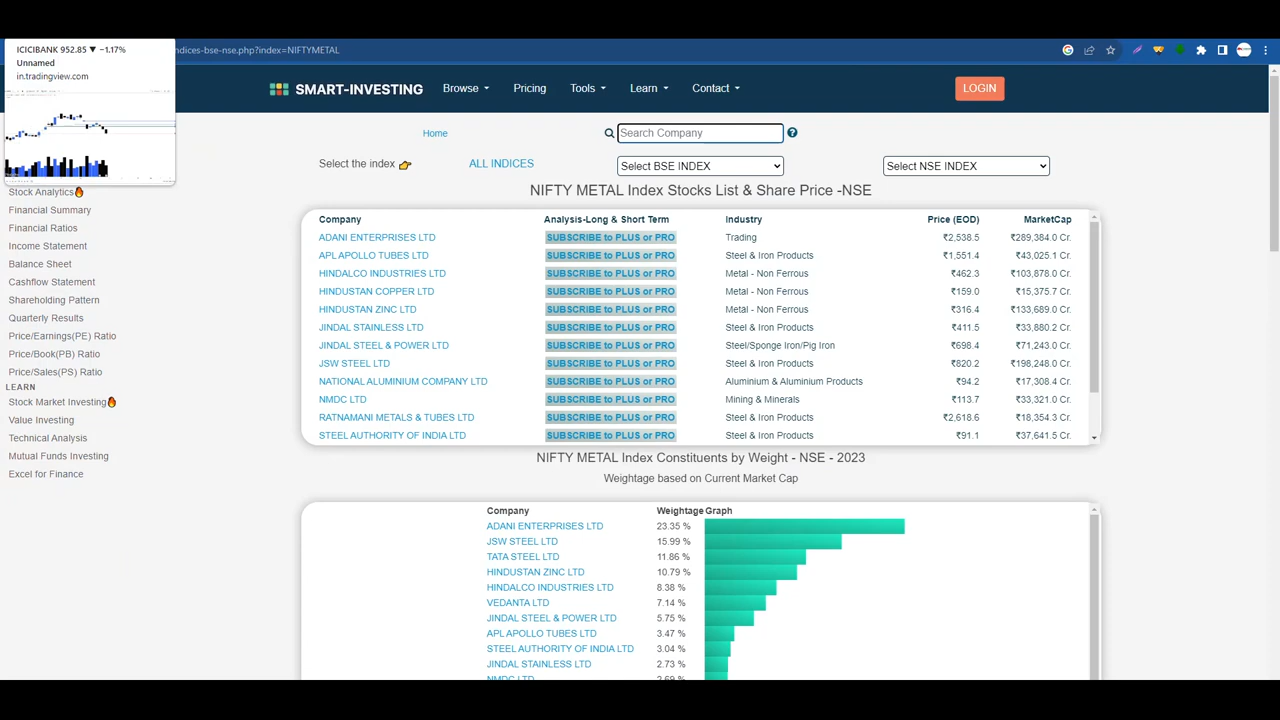 ICICIBANK 952.85 ▼ −1.17%
Unnamed
in.tradingview.com
indices-bse-nse.php?index=NIFTYMETAL
SMART-INVESTING Browse Pricing Tools Learn Contact LOGIN
Home Search Company ?
Select the index 👉 ALL INDICES Select BSE INDEX Select NSE INDEX
NIFTY METAL Index Stocks List & Share Price -NSE
Stock Analytics🔥
Financial Summary
Financial Ratios
Income Statement
Balance Sheet
Cashflow Statement
Shareholding Pattern
Quarterly Results
Price/Earnings(PE) Ratio
Price/Book(PB) Ratio
Price/Sales(PS) Ratio
LEARN
Stock Market Investing🔥
Value Investing
Technical Analysis
Mutual Funds Investing
Excel for Finance
Company Analysis-Long & Short Term Industry Price (EOD) MarketCap
ADANI ENTERPRISES LTD SUBSCRIBE to PLUS or PRO Trading ₹2,538.5 ₹289,384.0 Cr.
APL APOLLO TUBES LTD SUBSCRIBE to PLUS or PRO Steel & Iron Products ₹1,551.4 ₹43,025.1 Cr.
HINDALCO INDUSTRIES LTD SUBSCRIBE to PLUS or PRO Metal - Non Ferrous ₹462.3 ₹103,878.0 Cr.
HINDUSTAN COPPER LTD SUBSCRIBE to PLUS or PRO Metal - Non Ferrous ₹159.0 ₹15,375.7 Cr.
HINDUSTAN ZINC LTD SUBSCRIBE to PLUS or PRO Metal - Non Ferrous ₹316.4 ₹133,689.0 Cr.
JINDAL STAINLESS LTD SUBSCRIBE to PLUS or PRO Steel & Iron Products ₹411.5 ₹33,880.2 Cr.
JINDAL STEEL & POWER LTD SUBSCRIBE to PLUS or PRO Steel/Sponge Iron/Pig Iron ₹698.4 ₹71,243.0 Cr.
JSW STEEL LTD SUBSCRIBE to PLUS or PRO Steel & Iron Products ₹820.2 ₹198,248.0 Cr.
NATIONAL ALUMINIUM COMPANY LTD SUBSCRIBE to PLUS or PRO Aluminium & Aluminium Products ₹94.2 ₹17,308.4 Cr.
NMDC LTD SUBSCRIBE to PLUS or PRO Mining & Minerals ₹113.7 ₹33,321.0 Cr.
RATNAMANI METALS & TUBES LTD SUBSCRIBE to PLUS or PRO Steel & Iron Products ₹2,618.6 ₹18,354.3 Cr.
STEEL AUTHORITY OF INDIA LTD SUBSCRIBE to PLUS or PRO Steel & Iron Products ₹91.1 ₹37,641.5 Cr.
NIFTY METAL Index Constituents by Weight - NSE - 2023
Weightage based on Current Market Cap
Company Weightage Graph
ADANI ENTERPRISES LTD 23.35 %
JSW STEEL LTD 15.99 %
TATA STEEL LTD 11.86 %
HINDUSTAN ZINC LTD 10.79 %
HINDALCO INDUSTRIES LTD 8.38 %
VEDANTA LTD 7.14 %
JINDAL STEEL & POWER LTD 5.75 %
APL APOLLO TUBES LTD 3.47 %
STEEL AUTHORITY OF INDIA LTD 3.04 %
JINDAL STAINLESS LTD 2.73 %
NMDC LTD 2.69 %